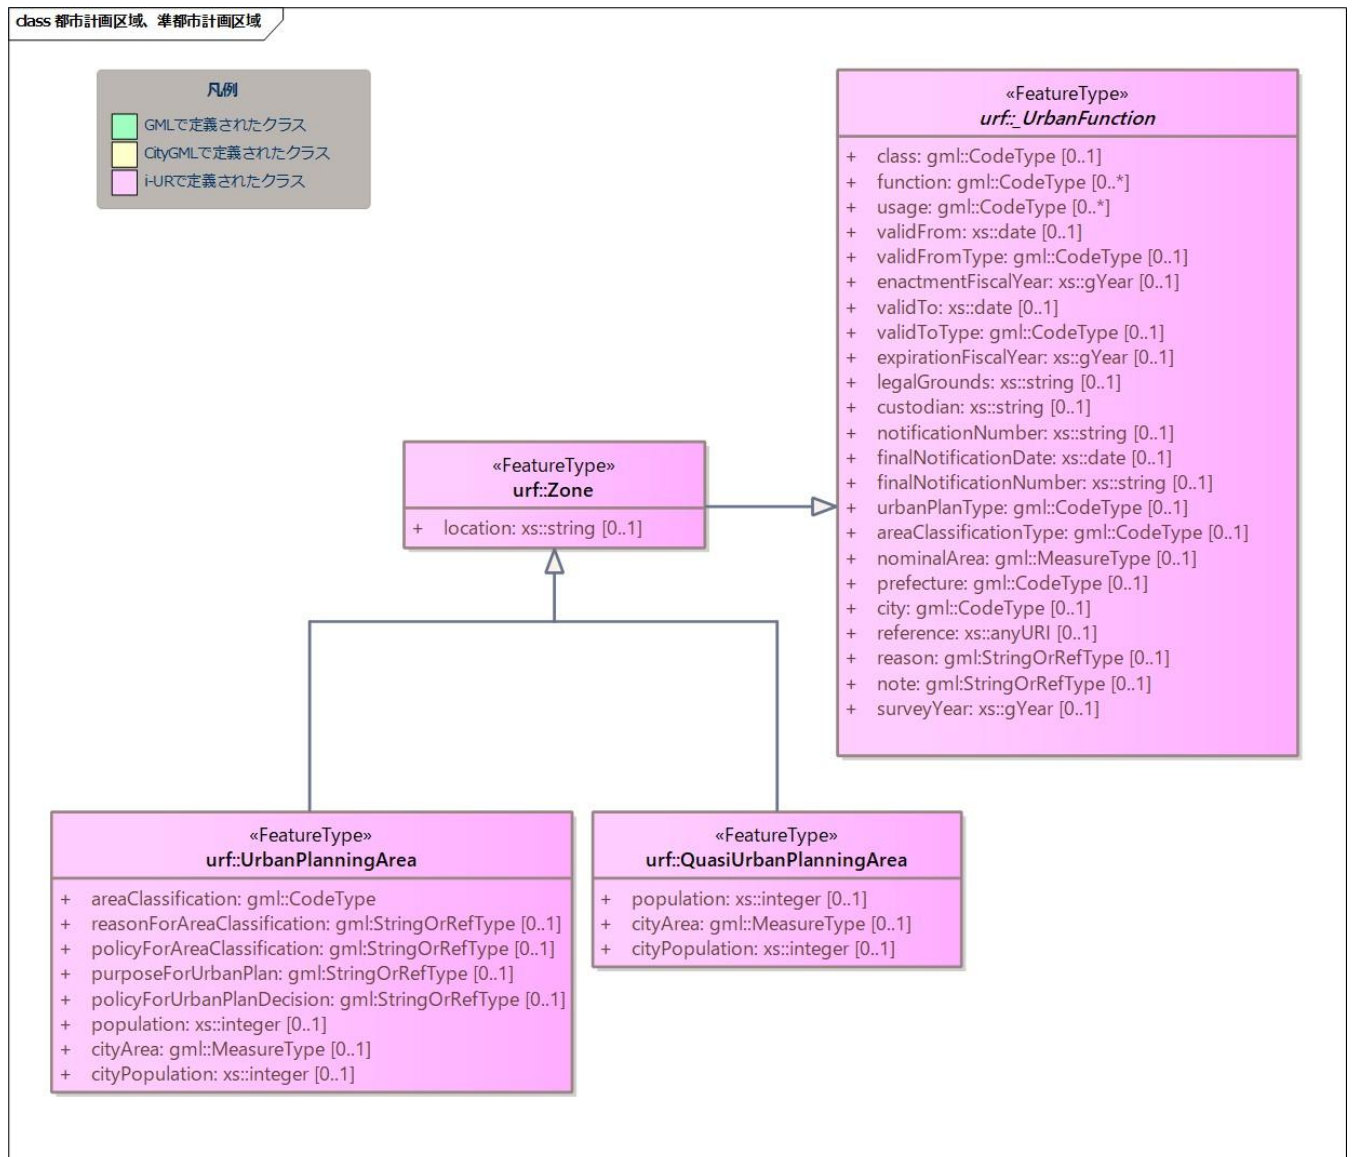 class 都市計画区域、準都市計画区域
凡例
GMLで定義されたクラス
CityGMLで定義されたクラス
i-URで定義されたクラス
«FeatureType»
urf::_UrbanFunction
+ class: gml::CodeType [0..1]
+ function: gml::CodeType [0..*]
+ usage: gml::CodeType [0..*]
+ validFrom: xs::date [0..1]
+ validFromType: gml::CodeType [0..1]
+ enactmentFiscalYear: xs::gYear [0..1]
+ validTo: xs::date [0..1]
+ validToType: gml::CodeType [0..1]
+ expirationFiscalYear: xs::gYear [0..1]
+ legalGrounds: xs::string [0..1]
+ custodian: xs::string [0..1]
+ notificationNumber: xs::string [0..1]
+ finalNotificationDate: xs::date [0..1]
+ finalNotificationNumber: xs::string [0..1]
+ urbanPlanType: gml::CodeType [0..1]
+ areaClassificationType: gml::CodeType [0..1]
+ nominalArea: gml::MeasureType [0..1]
+ prefecture: gml::CodeType [0..1]
+ city: gml::CodeType [0..1]
+ reference: xs::anyURI [0..1]
+ reason: gml:StringOrRefType [0..1]
+ note: gml:StringOrRefType [0..1]
+ surveyYear: xs::gYear [0..1]
«FeatureType»
urf::Zone
+ location: xs::string [0..1]
«FeatureType»
urf::UrbanPlanningArea
+ areaClassification: gml::CodeType
+ reasonForAreaClassification: gml:StringOrRefType [0..1]
+ policyForAreaClassification: gml:StringOrRefType [0..1]
+ purposeForUrbanPlan: gml:StringOrRefType [0..1]
+ policyForUrbanPlanDecision: gml:StringOrRefType [0..1]
+ population: xs::integer [0..1]
+ cityArea: gml::MeasureType [0..1]
+ cityPopulation: xs::integer [0..1]
«FeatureType»
urf::QuasiUrbanPlanningArea
+ population: xs::integer [0..1]
+ cityArea: gml::MeasureType [0..1]
+ cityPopulation: xs::integer [0..1]